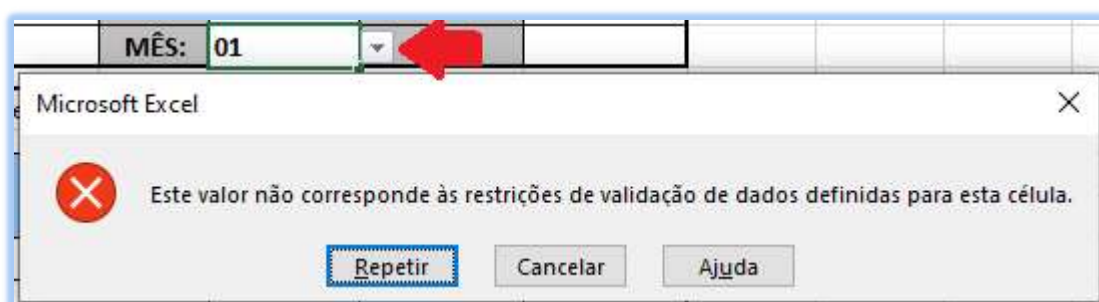 MÊS: 01
Microsoft Excel
Este valor não corresponde às restrições de validação de dados definidas para esta célula.
Repetir Cancelar Ajuda